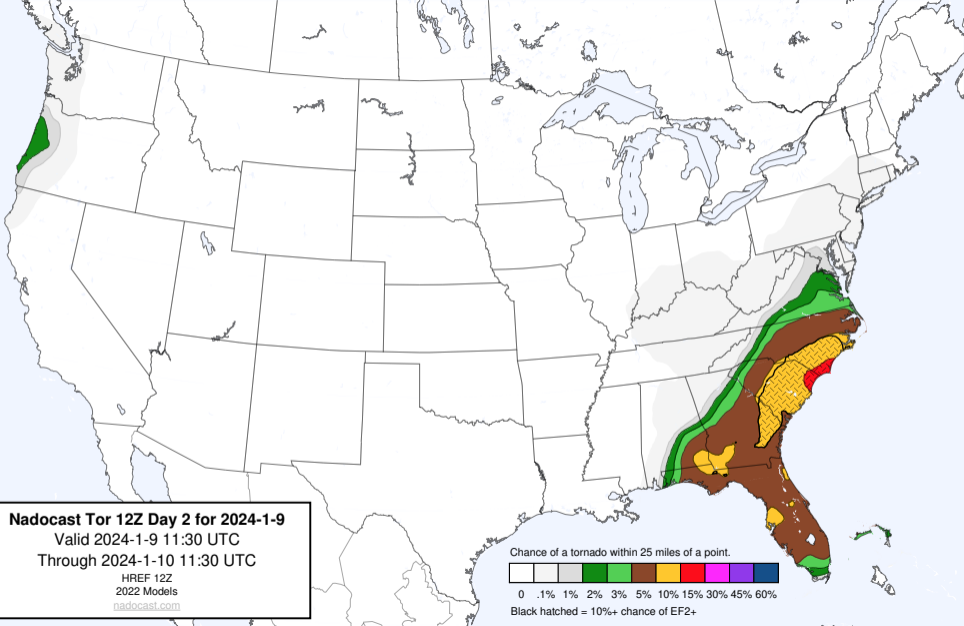 Nadocast Tor 12Z Day 2 for 2024-1-9
Valid 2024-1-9 11:30 UTC
Through 2024-1-10 11:30 UTC
HREF 12Z
2022 Models
nadocast.com
Chance of a tornado within 25 miles of a point.
0 .1% 1% 2% 3% 5% 10% 15% 30% 45% 60%
Black hatched = 10%+ chance of EF2+